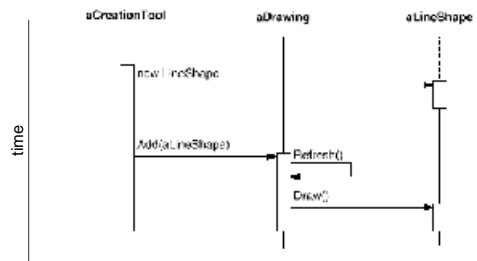 aCreationTool aDrawing aLineShape
new LineShape
Add(aLineShape)
Refresh()
Draw()
time